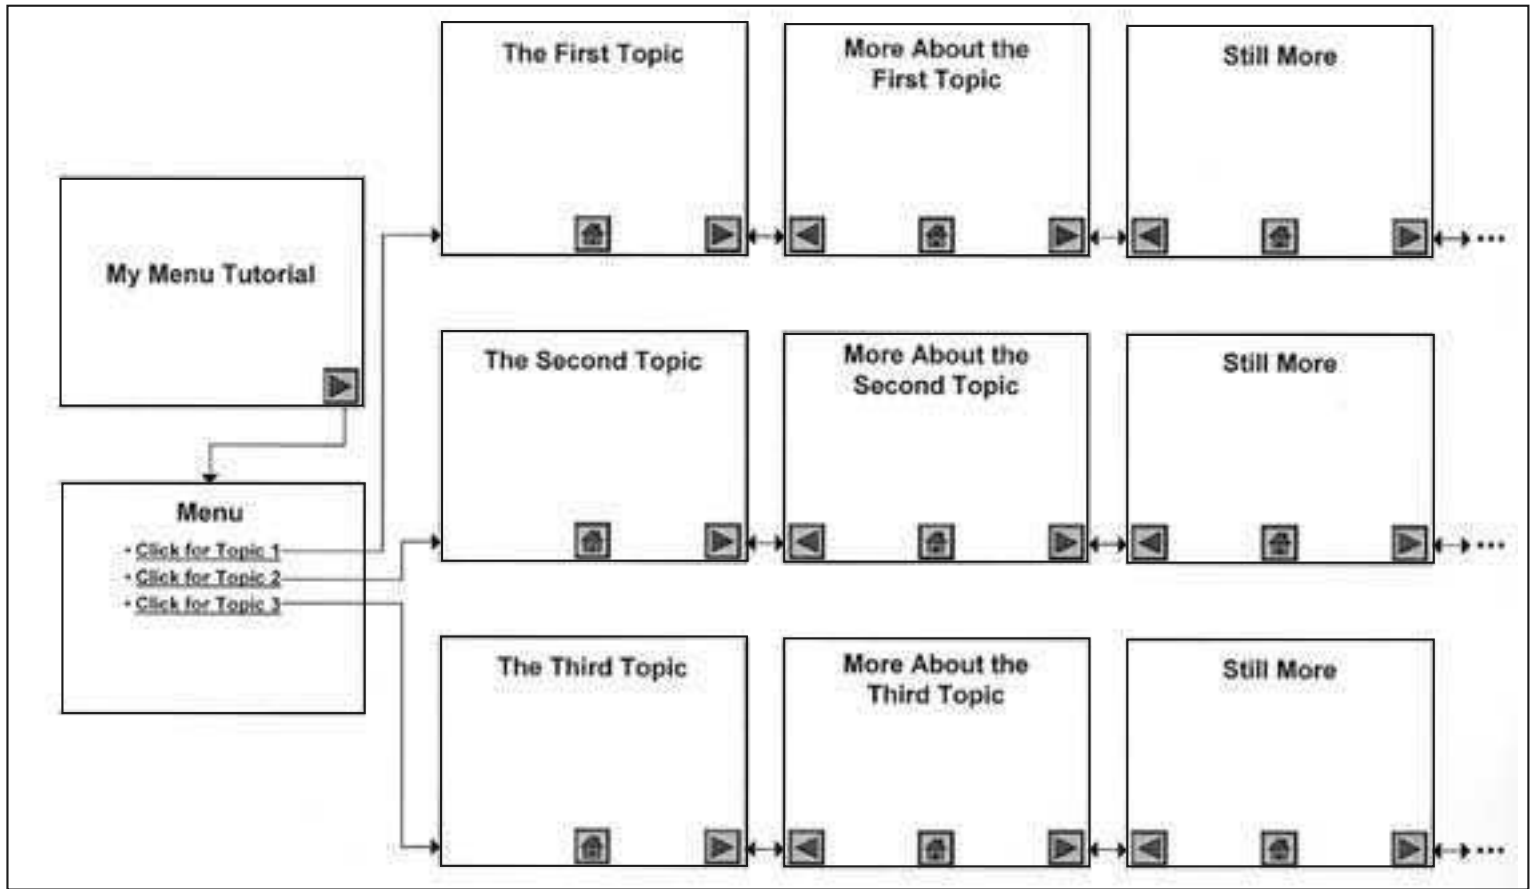 The First Topic
More About the
First Topic
Still More
My Menu Tutorial
Menu
• Click for Topic 1
• Click for Topic 2
• Click for Topic 3
The Second Topic
More About the
Second Topic
Still More
The Third Topic
More About the
Third Topic
Still More